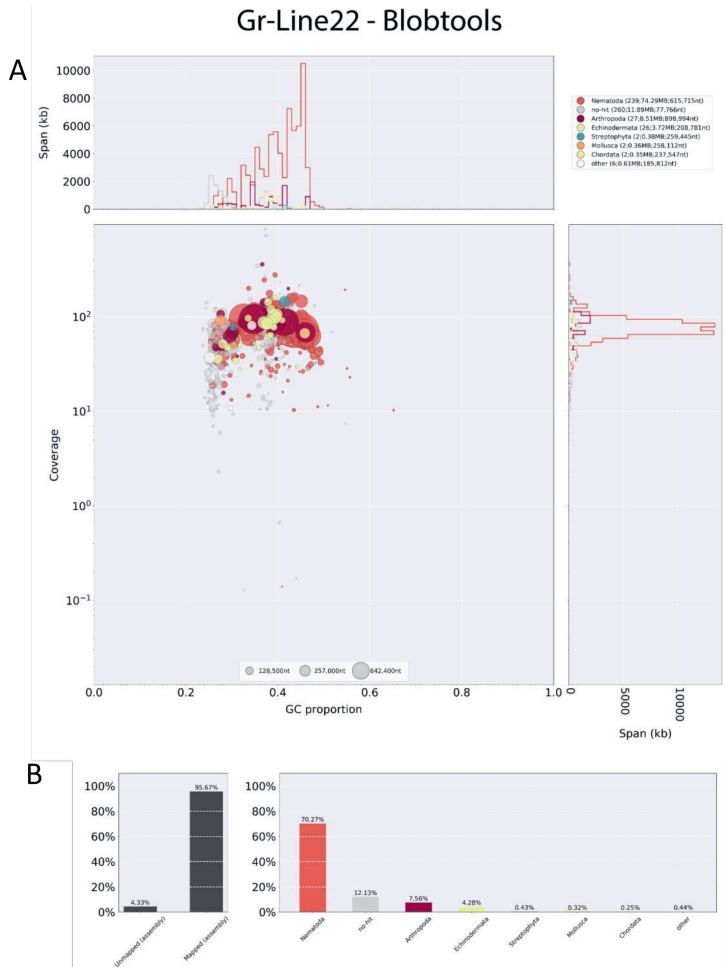 Gr-Line22 - Blobtools
A
Span (kb)
10000
8000
6000
4000
2000
0
Nematoda (239;74.29MB;615,715nt)
no-hit (260;11.89MB;77,766nt)
Arthropoda (27;8.51MB;898,994nt)
Echinodermata (26;3.72MB;208,781nt)
Streptophyta (2;0.38MB;259,445nt)
Mollusca (2;0.36MB;258,112nt)
Chordata (2;0.35MB;237,547nt)
other (6;0.61MB;185,812nt)
Coverage
10²
10¹
10⁰
10⁻¹
128,500nt 257,000nt 642,400nt
0.0 0.2 0.4 0.6 0.8 1.0
GC proportion
0 5000 10000
Span (kb)
B
100%
80%
60%
40%
20%
0%
4.33% 95.67%
Unmapped (assembly) Mapped (assembly)
100%
80%
60%
40%
20%
0%
70.27% 12.13% 7.56% 4.28% 0.43% 0.32% 0.25% 0.44%
Nematoda no-hit Arthropoda Echinodermata Streptophyta Mollusca Chordata other